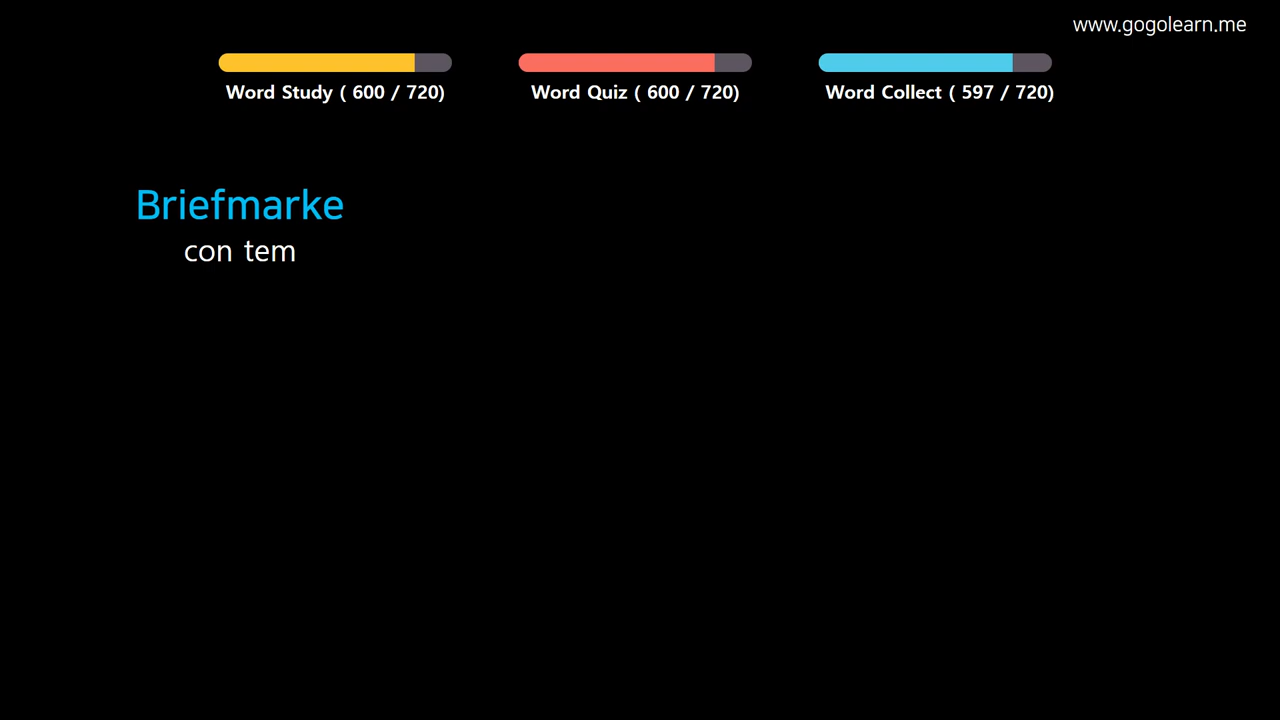 www.gogolearn.me
Word Study ( 600 / 720)
Word Quiz ( 600 / 720)
Word Collect ( 597 / 720)
Briefmarke
con tem